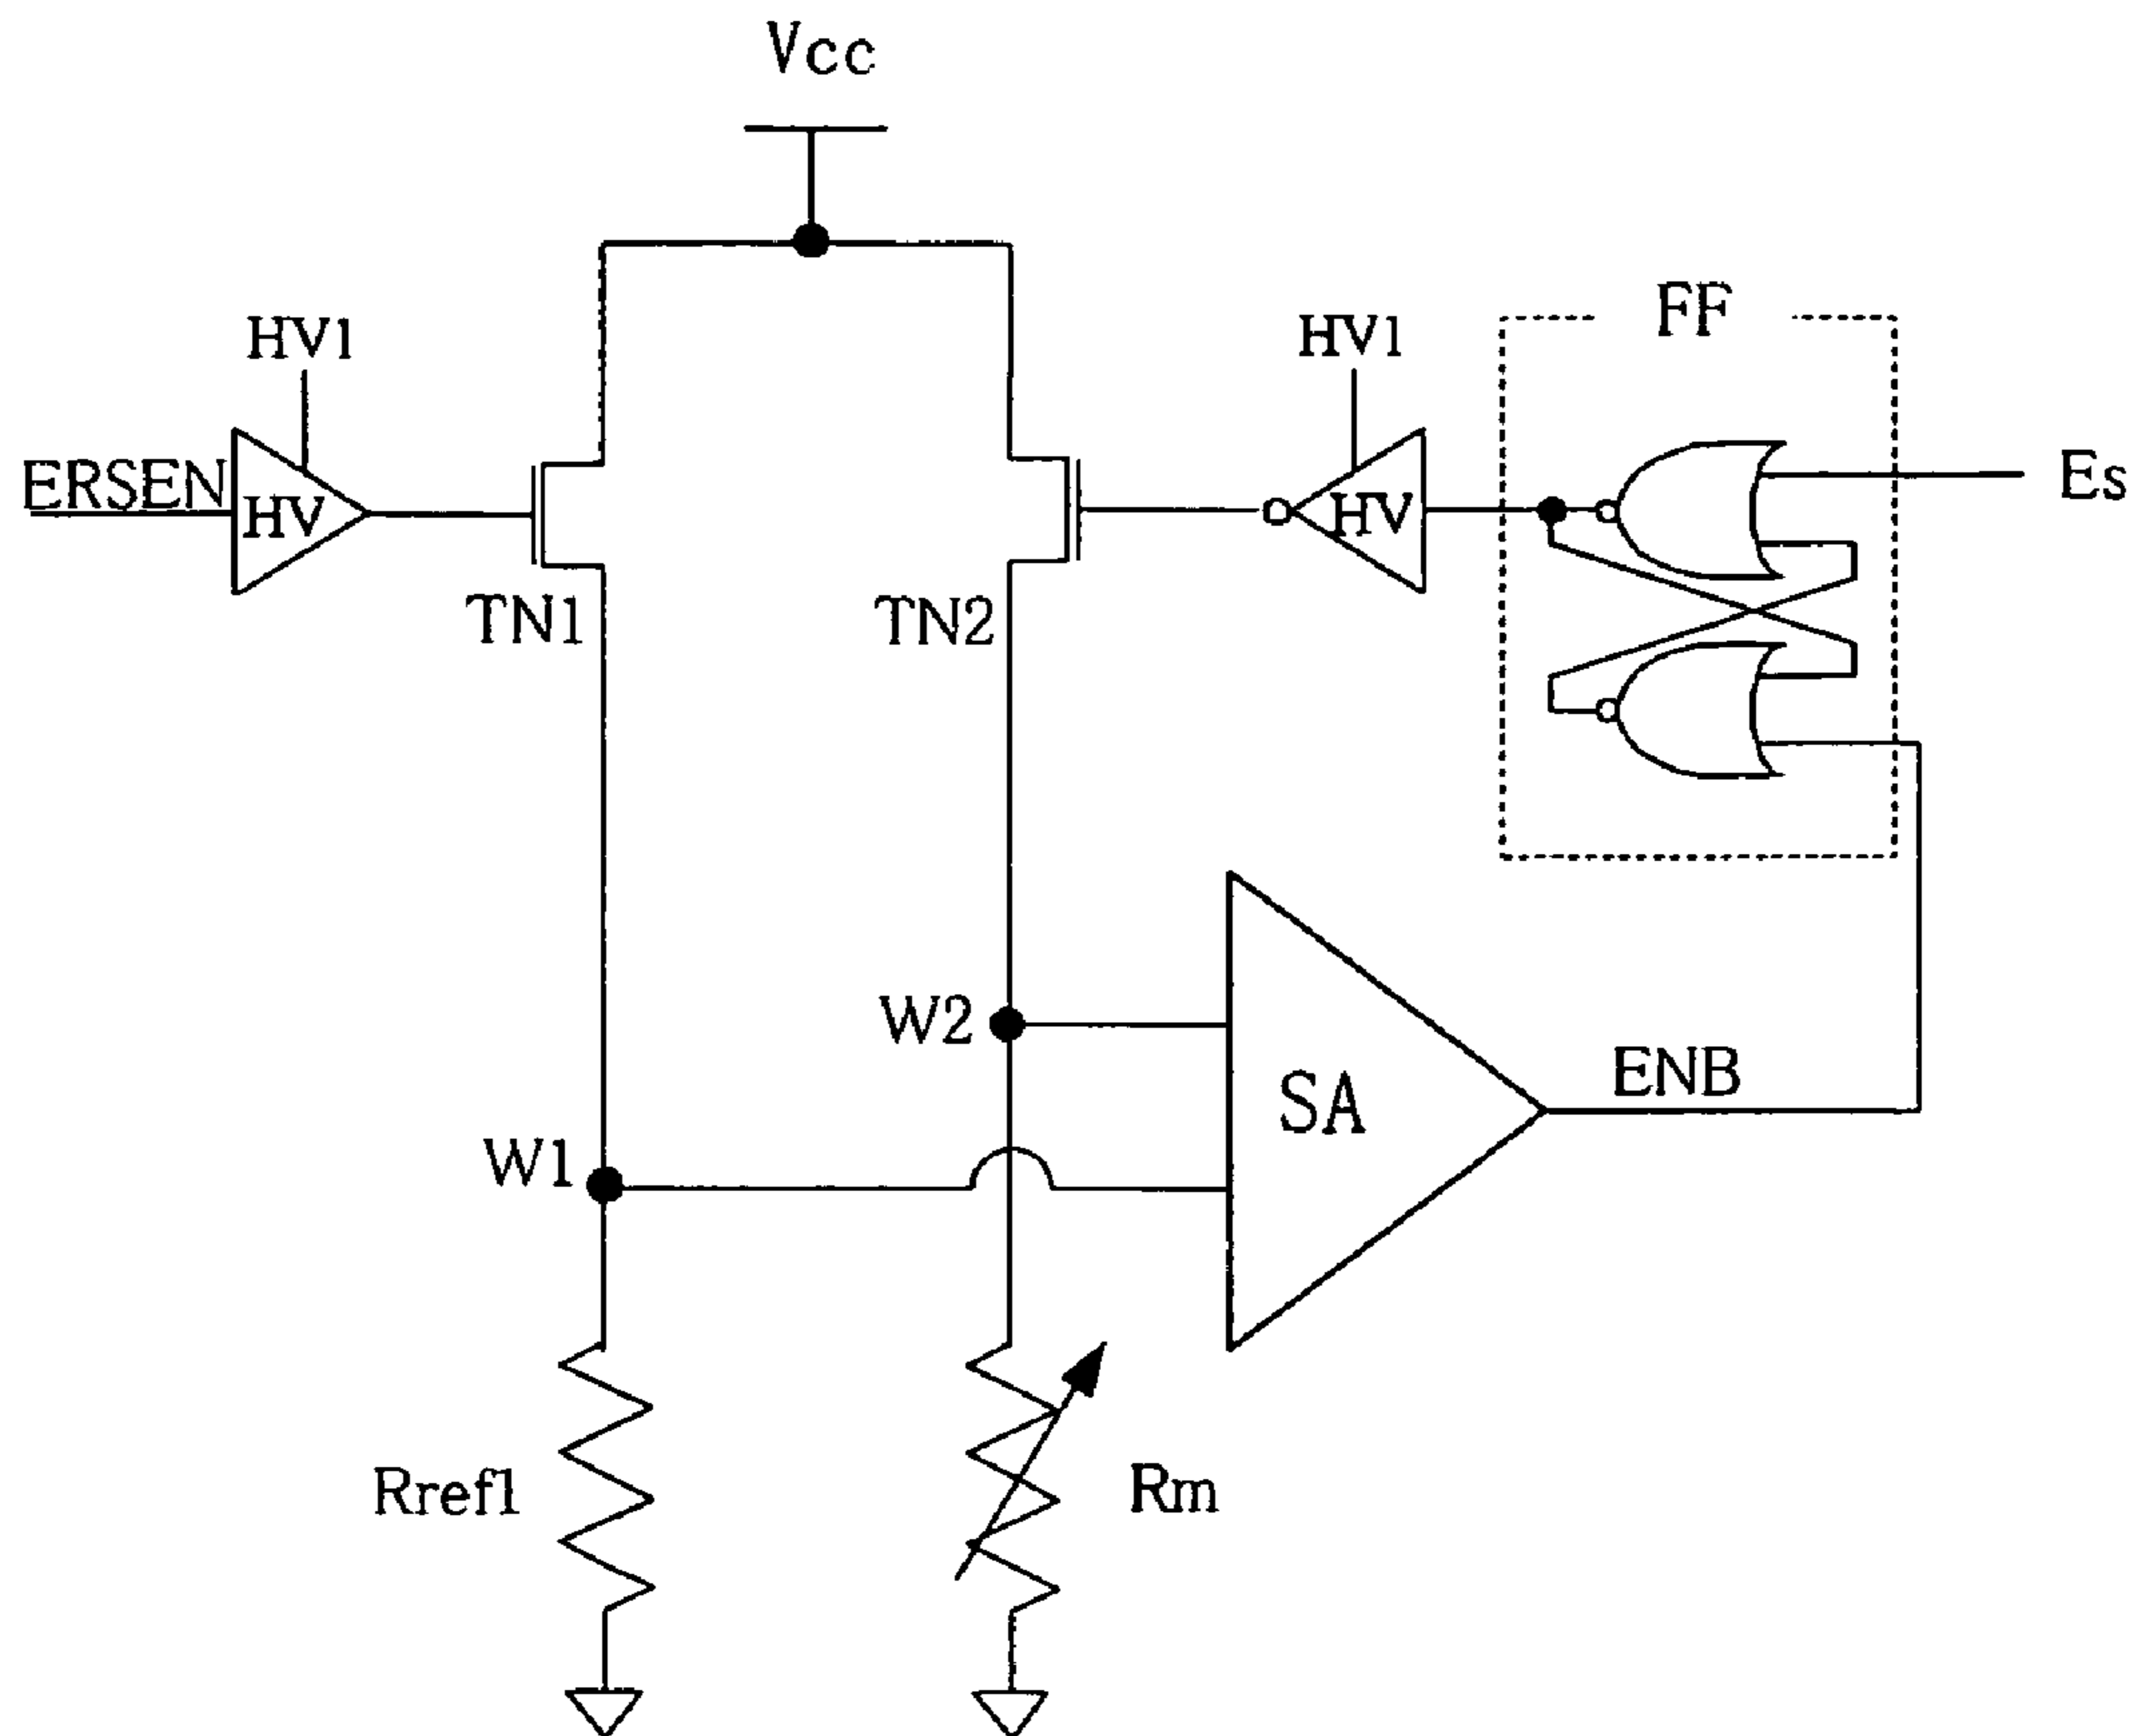 Vcc
FF
HV1
HV1
ERSEN
HV
HV
Es
TN1
TN2
W2
ENB
SA
W1
Rref1
Rm